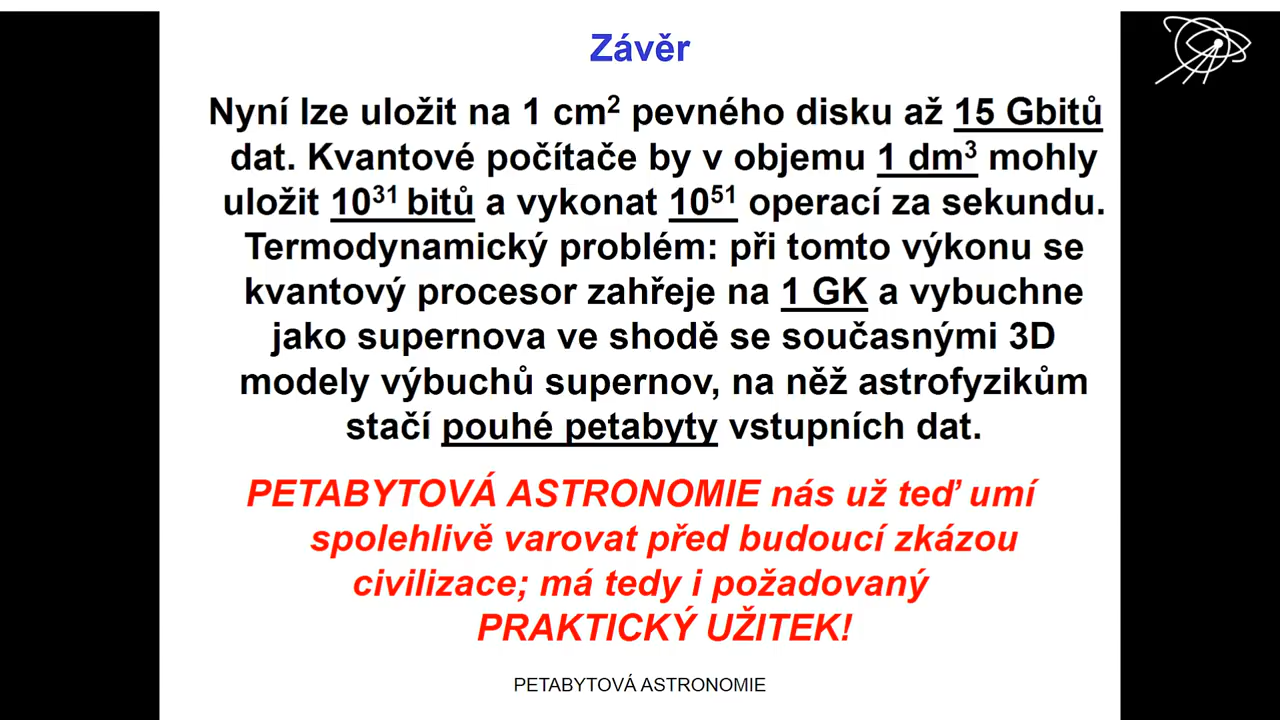 Závěr
Nyní lze uložit na 1 cm² pevného disku až 15 Gbitů
dat. Kvantové počítače by v objemu 1 dm³ mohly
uložit 10³¹ bitů a vykonat 10⁵¹ operací za sekundu.
Termodynamický problém: při tomto výkonu se
kvantový procesor zahřeje na 1 GK a vybuchne
jako supernova ve shodě se současnými 3D
modely výbuchů supernov, na něž astrofyzikům
stačí pouhé petabyty vstupních dat.
PETABYTOVÁ ASTRONOMIE nás už teď umí
spolehlivě varovat před budoucí zkázou
civilizace; má tedy i požadovaný
PRAKTICKÝ UŽITEK!
PETABYTOVÁ ASTRONOMIE